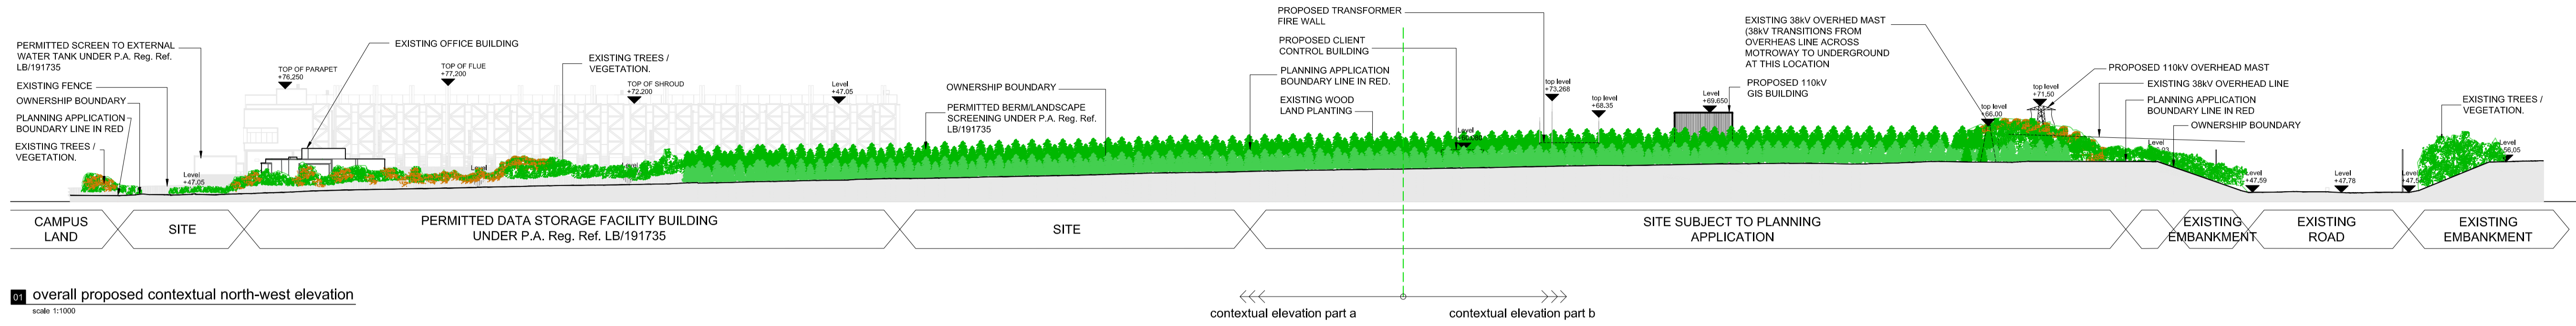 PERMITTED SCREEN TO EXTERNAL
WATER TANK UNDER P.A. Reg. Ref.
LB/191735
EXISTING FENCE
OWNERSHIP BOUNDARY
PLANNING APPLICATION
BOUNDARY LINE IN RED
EXISTING TREES /
VEGETATION.
Level
+47.05
EXISTING OFFICE BUILDING
TOP OF PARAPET
+76,250
TOP OF FLUE
+77,200
EXISTING TREES /
VEGETATION.
TOP OF SHROUD
+72,200
Level
+47.05
Level
Level
OWNERSHIP BOUNDARY
PERMITTED BERM/LANDSCAPE
SCREENING UNDER P.A. Reg. Ref.
LB/191735
PROPOSED TRANSFORMER
FIRE WALL
PROPOSED CLIENT
CONTROL BUILDING
PLANNING APPLICATION
BOUNDARY LINE IN RED.
EXISTING WOOD
LAND PLANTING
Level
top level
+73,268
top level
+68.35
Level
+69.650
EXISTING 38kV OVERHED MAST
(38kV TRANSITIONS FROM
OVERHEAS LINE ACROSS
MOTROWAY TO UNDERGROUND
AT THIS LOCATION
PROPOSED 110kV
GIS BUILDING
top level
+66.00
top level
+71,50
PROPOSED 110kV OVERHEAD MAST
EXISTING 38kV OVERHEAD LINE
PLANNING APPLICATION
BOUNDARY LINE IN RED
OWNERSHIP BOUNDARY
Level
Level
+47.59
Level
+47.78
Level
EXISTING TREES /
VEGETATION.
Level
CAMPUS
LAND
SITE
PERMITTED DATA STORAGE FACILITY BUILDING
UNDER P.A. Reg. Ref. LB/191735
SITE
SITE SUBJECT TO PLANNING
APPLICATION
EXISTING
EMBANKMENT
EXISTING
ROAD
EXISTING
EMBANKMENT
01 overall proposed contextual north-west elevation
scale 1:1000
contextual elevation part a
contextual elevation part b